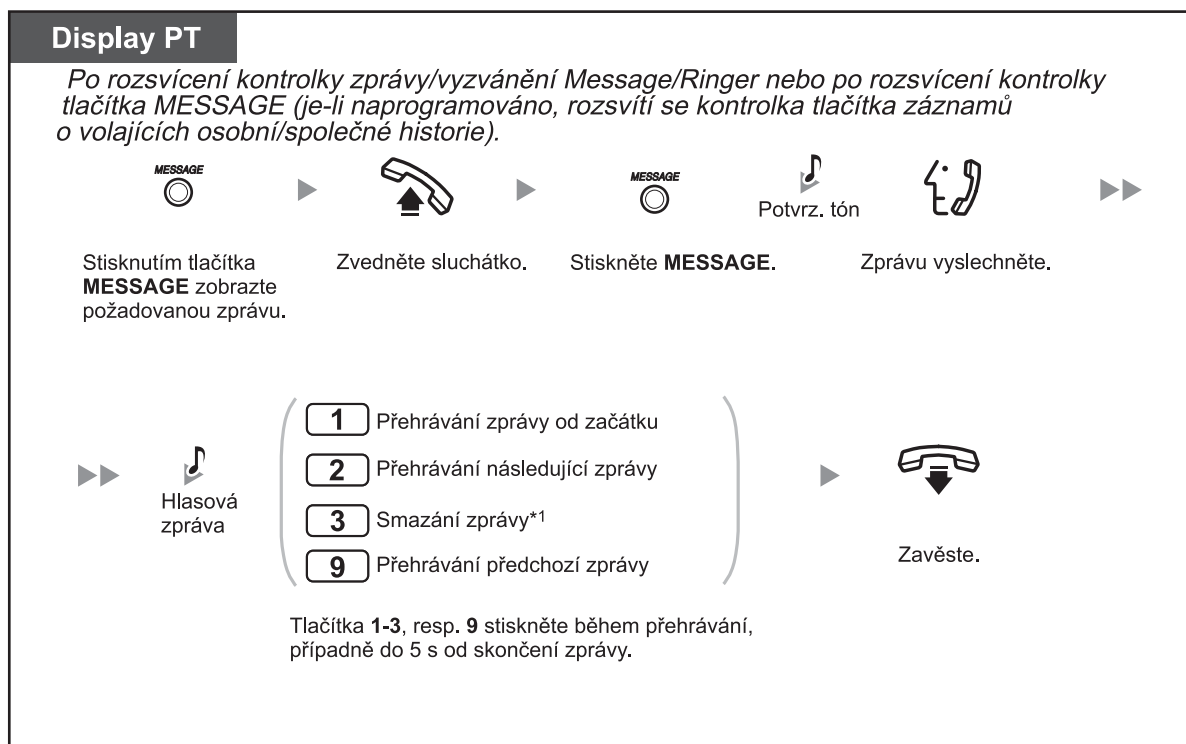 Display PT
Po rozsvícení kontrolky zprávy/vyzvánění Message/Ringer nebo po rozsvícení kontrolky
tlačítka MESSAGE (je-li naprogramováno, rozsvítí se kontrolka tlačítka záznamů
o volajících osobní/společné historie).
MESSAGE
MESSAGE
Potvrz. tón
Stisknutím tlačítka
MESSAGE zobrazte
požadovanou zprávu.
Zvedněte sluchátko.
Stiskněte MESSAGE.
Zprávu vyslechněte.
Hlasová
zpráva
1 Přehrávání zprávy od začátku
2 Přehrávání následující zprávy
3 Smazání zprávy*1
9 Přehrávání předchozí zprávy
Zavěste.
Tlačítka 1-3, resp. 9 stiskněte během přehrávání,
případně do 5 s od skončení zprávy.